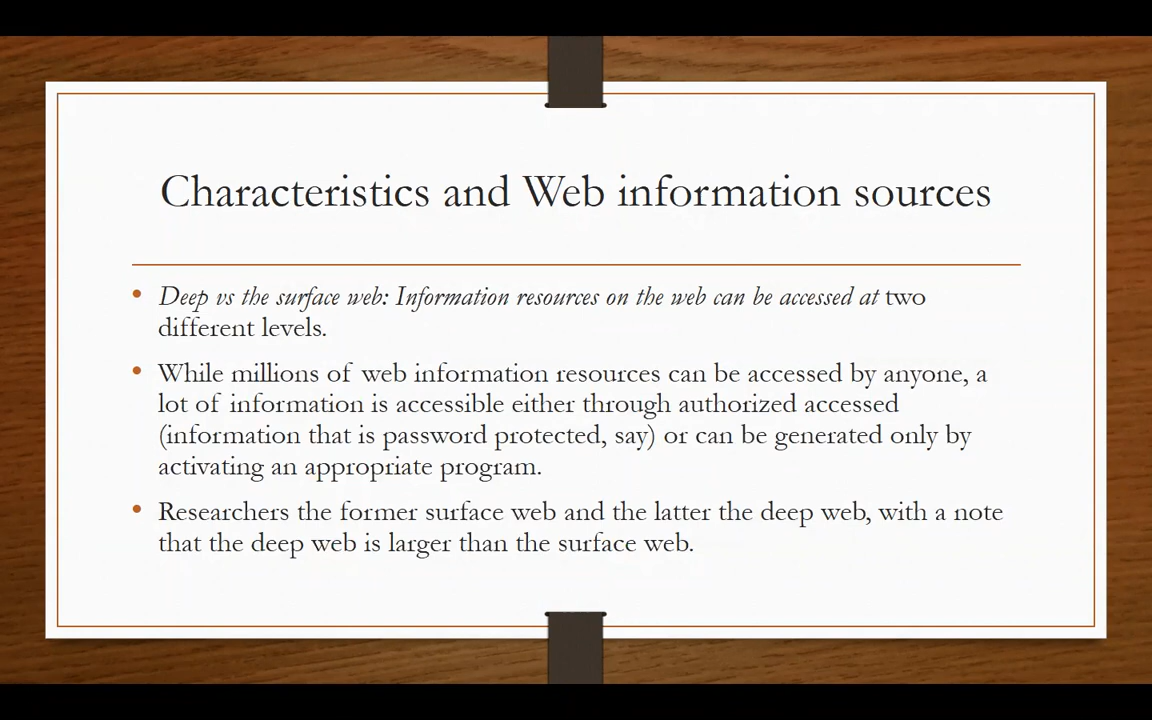 Characteristics and Web information sources
• Deep vs the surface web: Information resources on the web can be accessed at two
different levels.
• While millions of web information resources can be accessed by anyone, a
lot of information is accessible either through authorized accessed
(information that is password protected, say) or can be generated only by
activating an appropriate program.
• Researchers the former surface web and the latter the deep web, with a note
that the deep web is larger than the surface web.